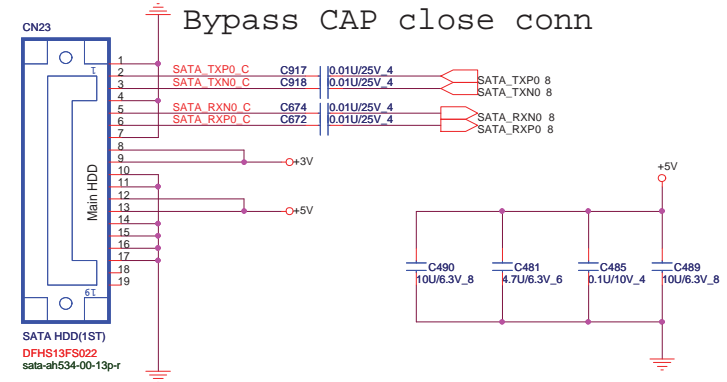 Bypass CAP close conn
CN23
1
1
2 SATA_TXP0_C C917 0.01U/25V_4 SATA_TXP0 8
3 SATA_TXN0_C C918 0.01U/25V_4 SATA_TXN0 8
4
5 SATA_RXN0_C C674 0.01U/25V_4 SATA_RXN0 8
6 SATA_RXP0_C C672 0.01U/25V_4 SATA_RXP0 8
7
8
9 +3V
10
11
12
13 +5V
14
15
16
17
18
19
19
Main HDD
SATA HDD(1ST)
DFHS13FS022
sata-ah534-00-13p-r
+5V
C490 C481 C485 C489
10U/6.3V_8 4.7U/6.3V_6 0.1U/10V_4 10U/6.3V_8